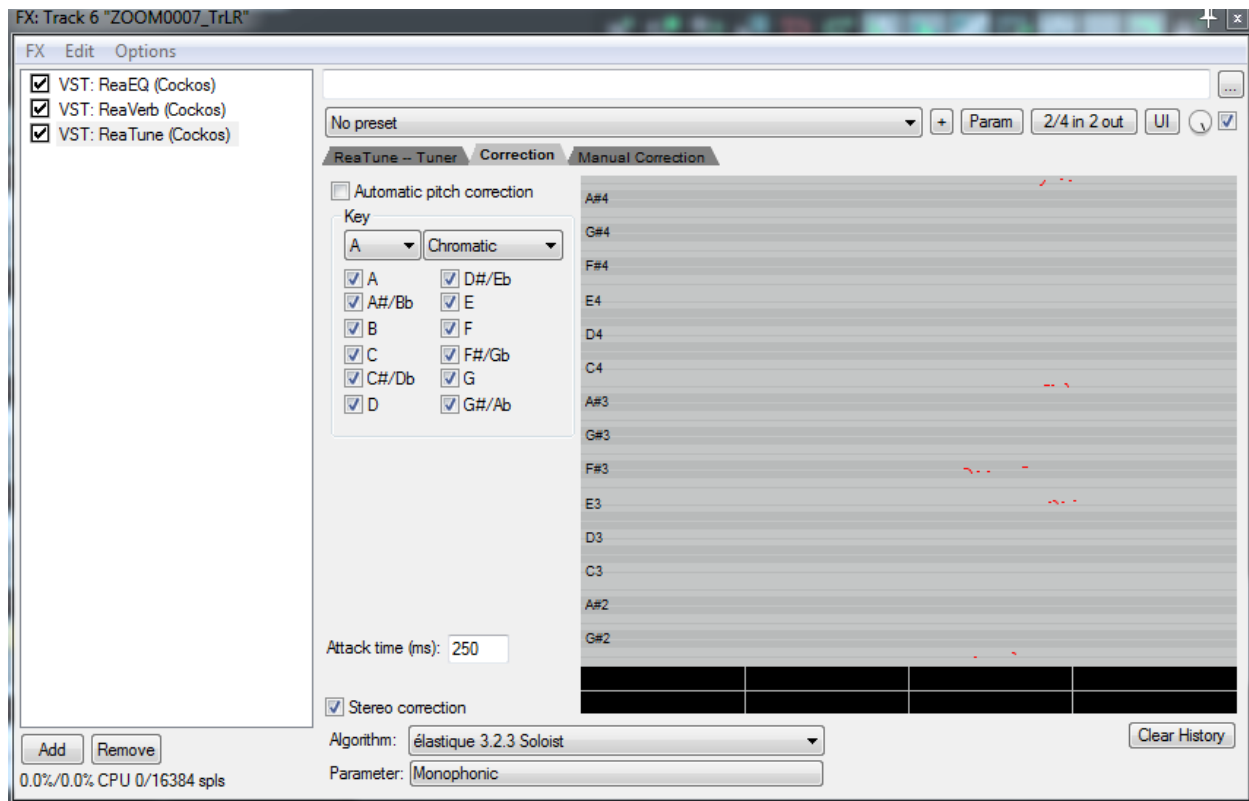 FX: Track 6 "ZOOM0007_TrLR"
x
FX Edit Options
VST: ReaEQ (Cockos)
VST: ReaVerb (Cockos)
VST: ReaTune (Cockos)
...
No preset + Param 2/4 in 2 out UI
ReaTune -- Tuner Correction Manual Correction
Automatic pitch correction
Key
A Chromatic
A D#/Eb
A#/Bb E
B F
C F#/Gb
C#/Db G
D G#/Ab
A#4
G#4
F#4
E4
D4
C4
A#3
G#3
F#3
E3
D3
C3
A#2
G#2
Attack time (ms): 250
Stereo correction
Algorithm: élastique 3.2.3 Soloist
Clear History
Parameter: Monophonic
Add Remove
0.0%/0.0% CPU 0/16384 spls